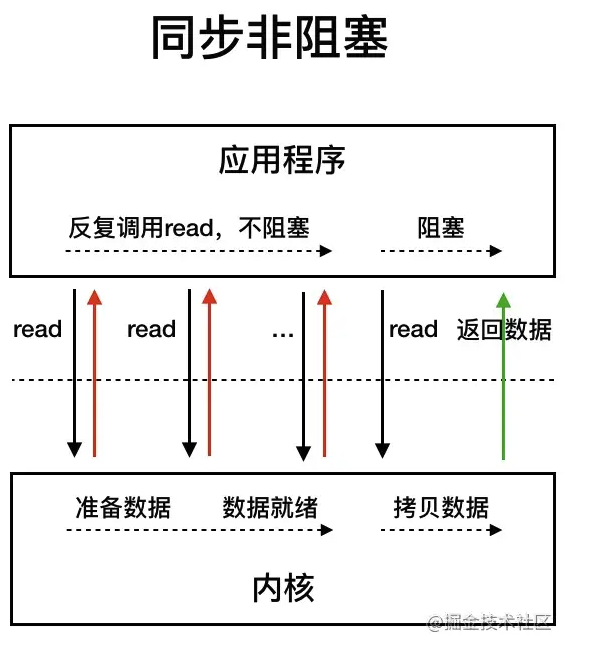 同步非阻塞
应用程序
反复调用read，不阻塞
阻塞
read
read
...
read
返回数据
准备数据
数据就绪
拷贝数据
内核
@掘金技术社区